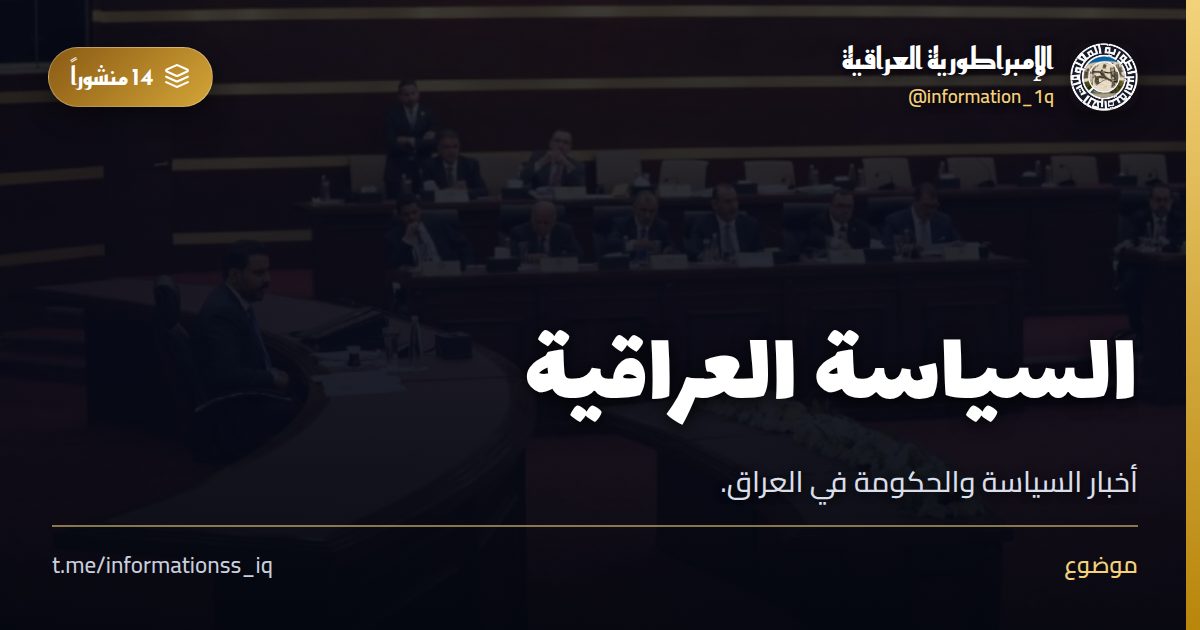 الإمبراطورية العراقية
@information_1q
14 منشوراً
السياسة العراقية
أخبار السياسة والحكومة في العراق.
موضوع
t.me/informationss_iq